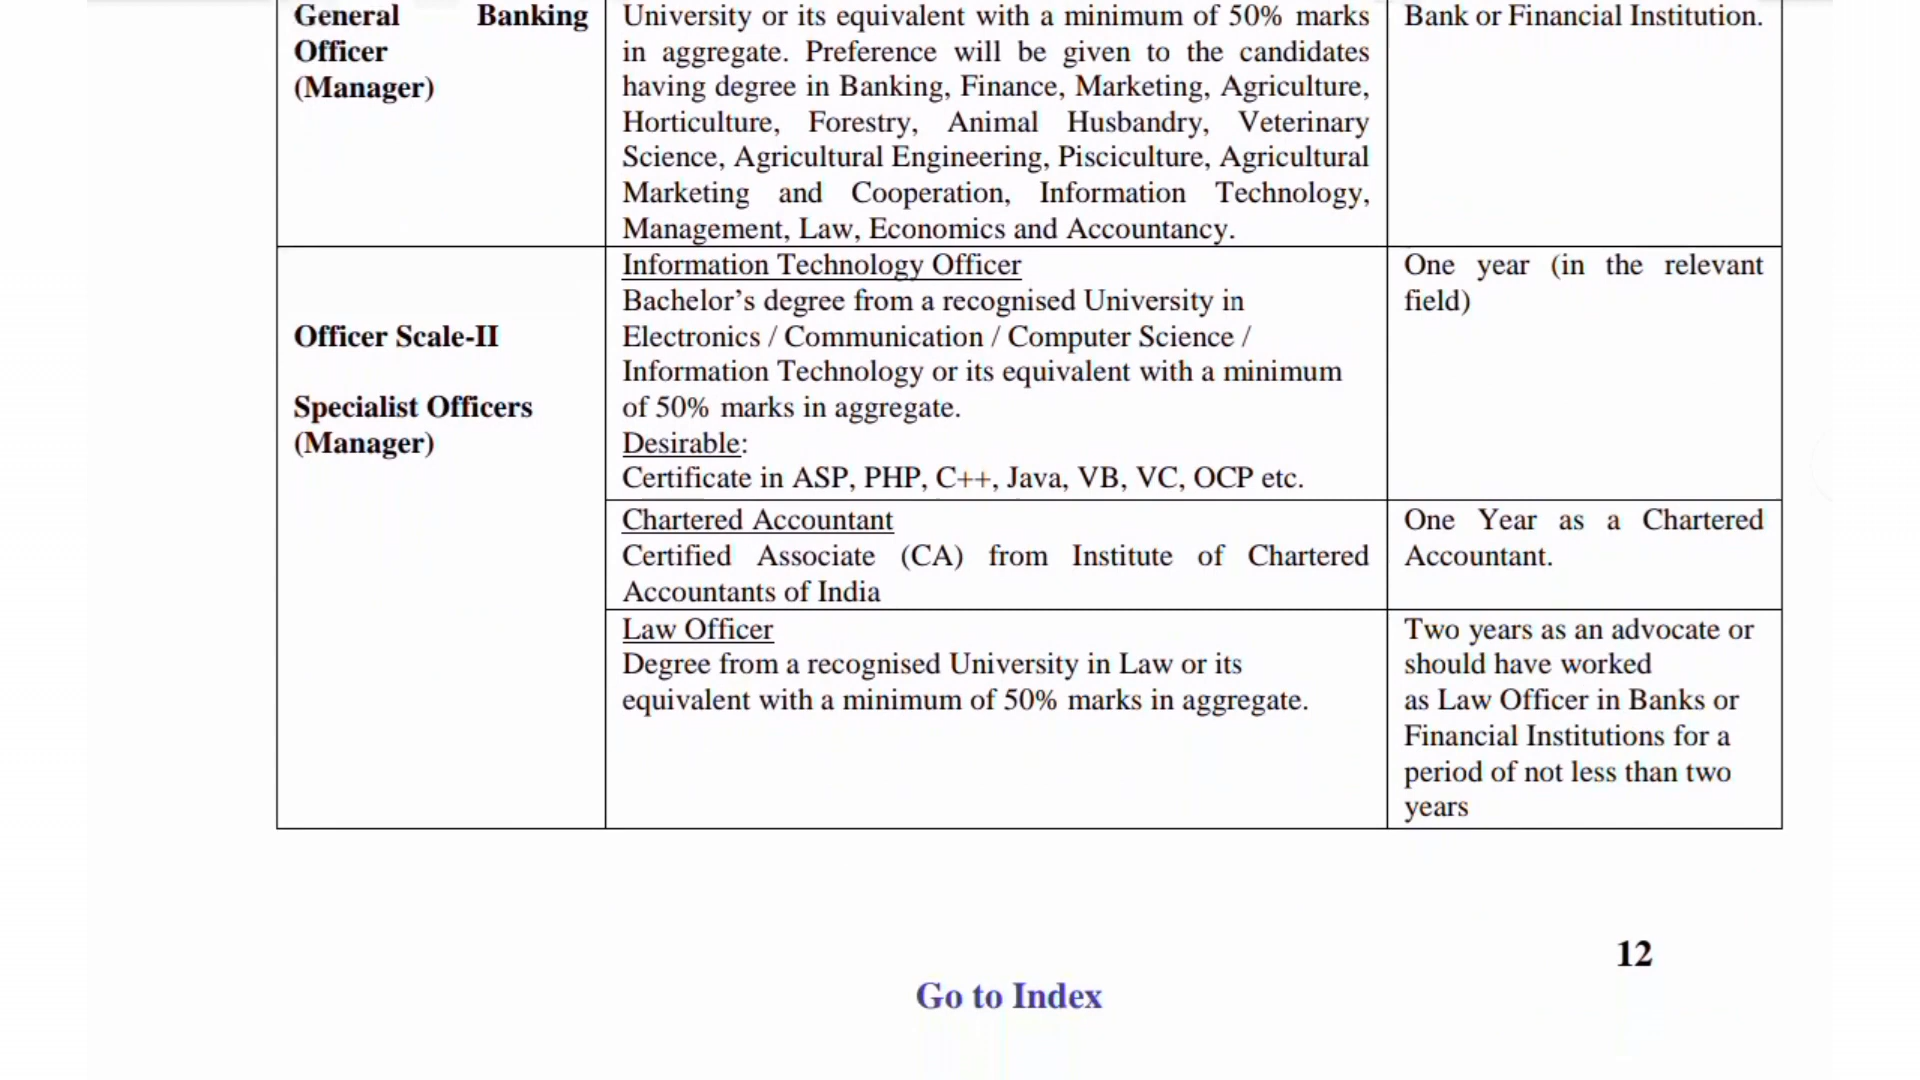 General Banking
Officer
(Manager)
University or its equivalent with a minimum of 50% marks
in aggregate. Preference will be given to the candidates
having degree in Banking, Finance, Marketing, Agriculture,
Horticulture, Forestry, Animal Husbandry, Veterinary
Science, Agricultural Engineering, Pisciculture, Agricultural
Marketing and Cooperation, Information Technology,
Management, Law, Economics and Accountancy.
Bank or Financial Institution.
Officer Scale-II
Specialist Officers
(Manager)
Information Technology Officer
Bachelor’s degree from a recognised University in
Electronics / Communication / Computer Science /
Information Technology or its equivalent with a minimum
of 50% marks in aggregate.
Desirable:
Certificate in ASP, PHP, C++, Java, VB, VC, OCP etc.
One year (in the relevant
field)
Chartered Accountant
Certified Associate (CA) from Institute of Chartered
Accountants of India
One Year as a Chartered
Accountant.
Law Officer
Degree from a recognised University in Law or its
equivalent with a minimum of 50% marks in aggregate.
Two years as an advocate or
should have worked
as Law Officer in Banks or
Financial Institutions for a
period of not less than two
years
12
Go to Index